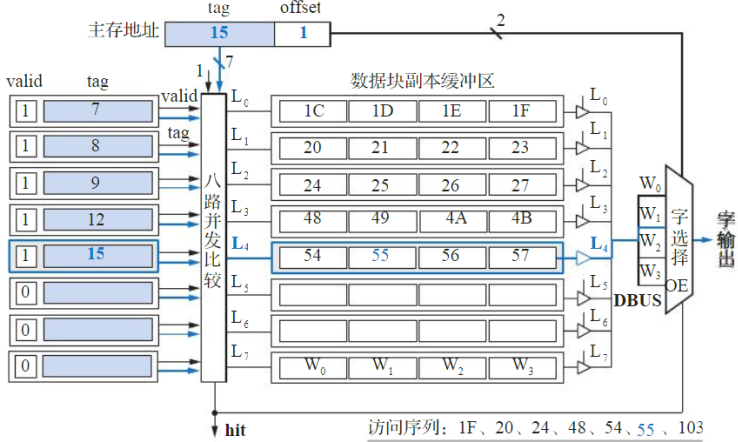 tag offset
主存地址 15 1
2
7
1
valid tag
数据块副本缓冲区
1 7 valid L0 1C 1D 1E 1F L0
1 8 tag L1 20 21 22 23 L1
1 9 L2 24 25 26 27 L2
1 12 L3 48 49 4A 4B L3
1 15 L4 54 55 56 57 L4
0 L5 L5
0 L6 L6
0 L7 W0 W1 W2 W3 L7
八路并发比较
W0
W1
W2
W3
字选择
OE
DBUS
字输出
hit
访问序列：1F、20、24、48、54、55、103